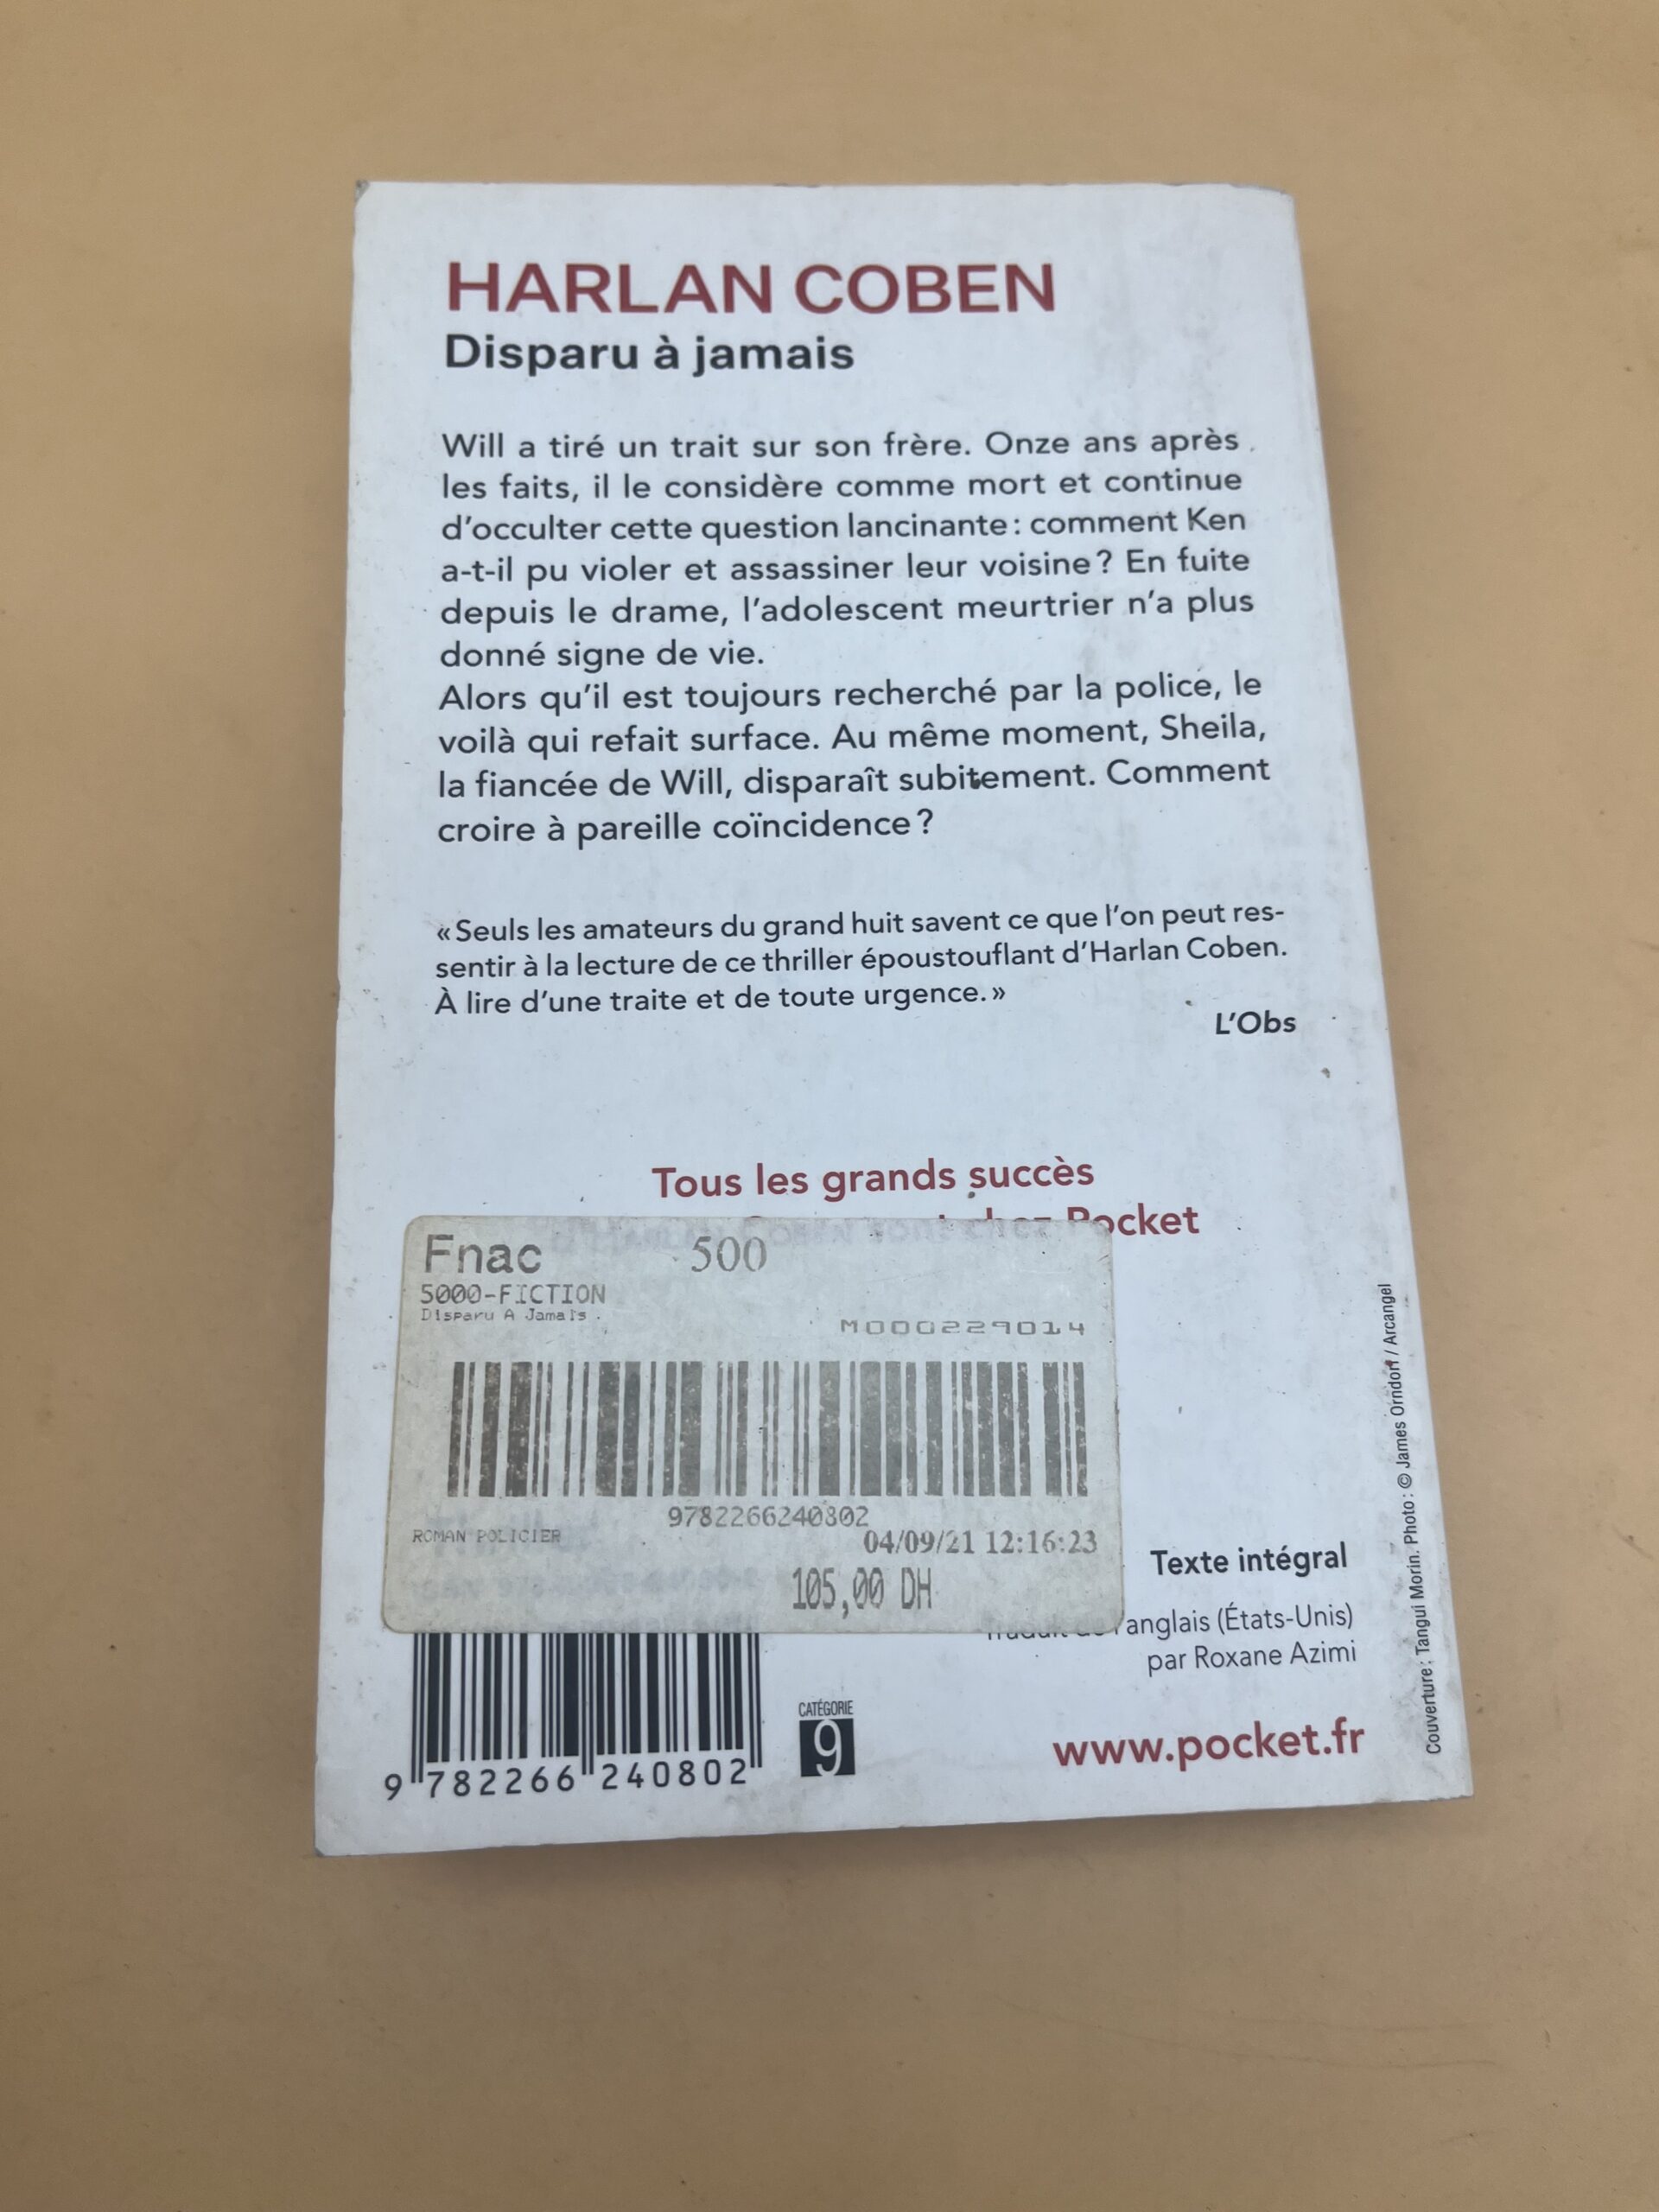 HARLAN COBEN
Disparu à jamais
Will a tiré un trait sur son frère. Onze ans après
les faits, il le considère comme mort et continue
d'occulter cette question lancinante : comment Ken
a-t-il pu violer et assassiner leur voisine ? En fuite
depuis le drame, l'adolescent meurtrier n'a plus
donné signe de vie.
Alors qu'il est toujours recherché par la police, le
voilà qui refait surface. Au même moment, Sheila,
la fiancée de Will, disparaît subitement. Comment
croire à pareille coïncidence ?
« Seuls les amateurs du grand huit savent ce que l'on peut res-
sentir à la lecture de ce thriller époustouflant d'Harlan Coben.
À lire d'une traite et de toute urgence. »
L'Obs
Tous les grands succès
chez Pocket
Fnac 500
5000-FICTION
Disparu A Jamais .
M000229014
9782266240802
ROMAN POLICIER
04/09/21 12:16:23
105,00 DH
Texte intégral
Traduit de l'anglais (États-Unis)
par Roxane Azimi
CATÉGORIE
9
www.pocket.fr
9 782266 240802
Couverture : Tangui Morin. Photo : © James Orndorf / Arcangel